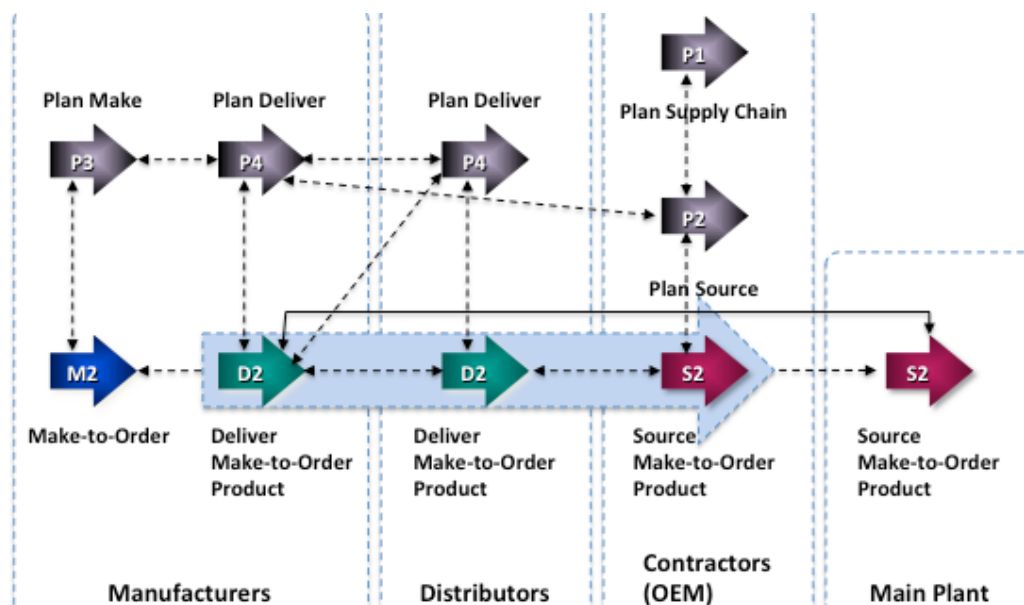 P1
Plan Make
Plan Deliver
Plan Deliver
Plan Supply Chain
P3
P4
P4
P2
Plan Source
M2
D2
D2
S2
S2
Make-to-Order
Deliver
Make-to-Order
Product
Deliver
Make-to-Order
Product
Source
Make-to-Order
Product
Source
Make-to-Order
Product
Manufacturers
Distributors
Contractors
(OEM)
Main Plant